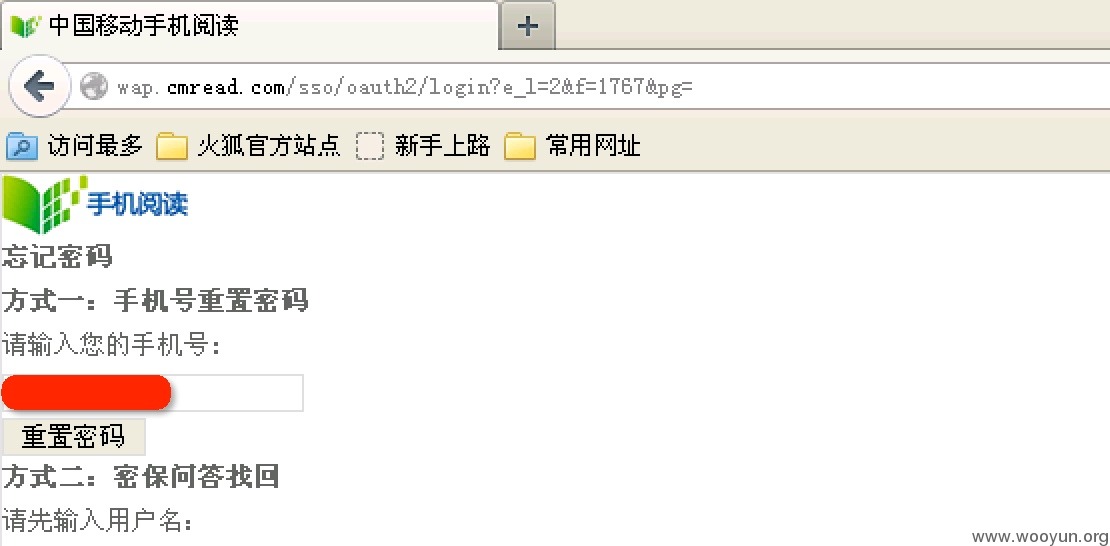 中国移动手机阅读
wap.cmread.com/sso/oauth2/login?e_l=2&f=1767&pg=
访问最多 火狐官方站点 新手上路 常用网址
手机阅读
忘记密码
方式一：手机号重置密码
请输入您的手机号：
重置密码
方式二：密保问答找回
请先输入用户名：
www.wooyun.org